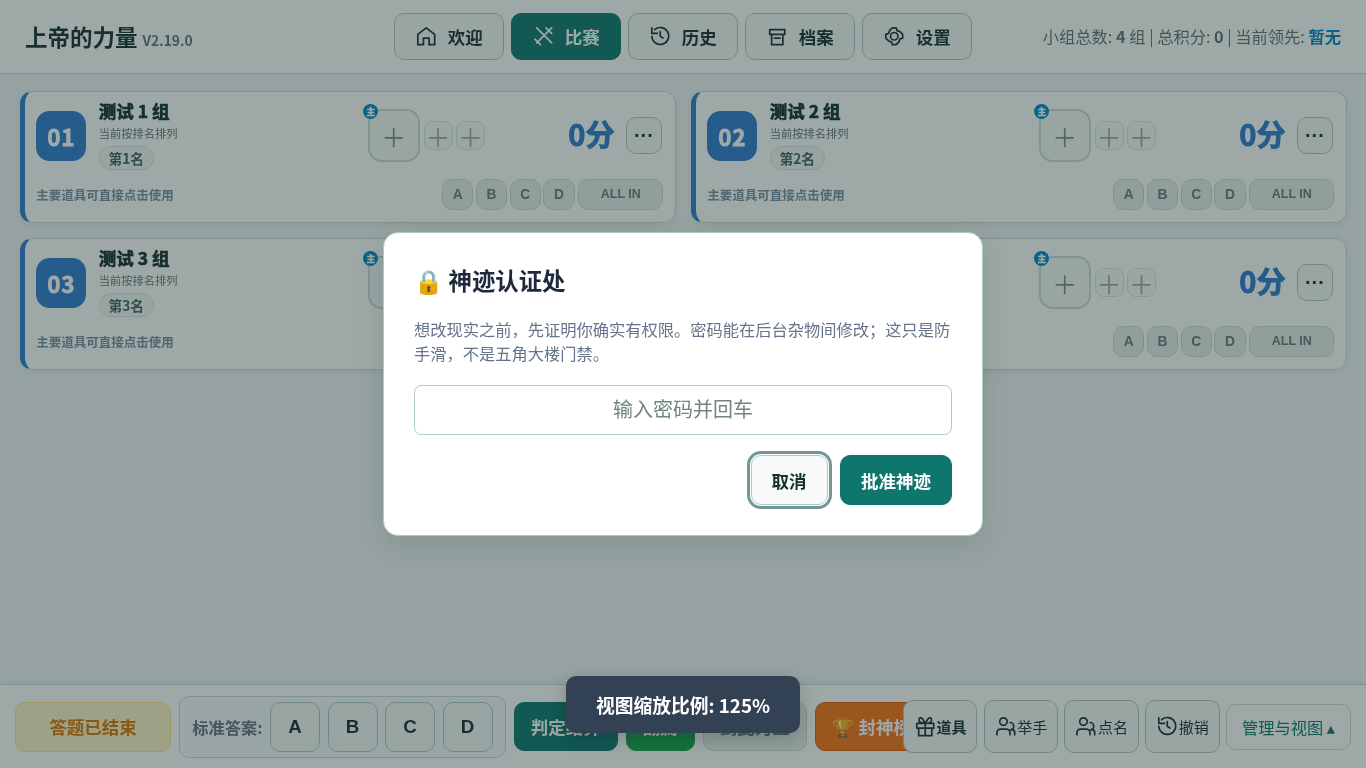 上帝的力量 V2.19.0
欢迎
比赛
历史
档案
设置
小组总数: 4 组 | 总积分: 0 | 当前领先: 暂无
01
测试 1 组
当前按排名排列
第1名
主
0分
···
主要道具可直接点击使用
A
B
C
D
ALL IN
02
测试 2 组
当前按排名排列
第2名
主
0分
···
主要道具可直接点击使用
A
B
C
D
ALL IN
03
测试 3 组
当前按排名排列
第3名
主
主要道具可直接点击使用
主
0分
···
A
B
C
D
ALL IN
🔒 神迹认证处
想改现实之前，先证明你确实有权限。密码能在后台杂物间修改；这只是防
手滑，不是五角大楼门禁。
输入密码并回车
取消
批准神迹
视图缩放比例: 125%
答题已结束
标准答案:
A
B
C
D
判定
🏆 封神
道具
举手
点名
撤销
管理与视图 ▴